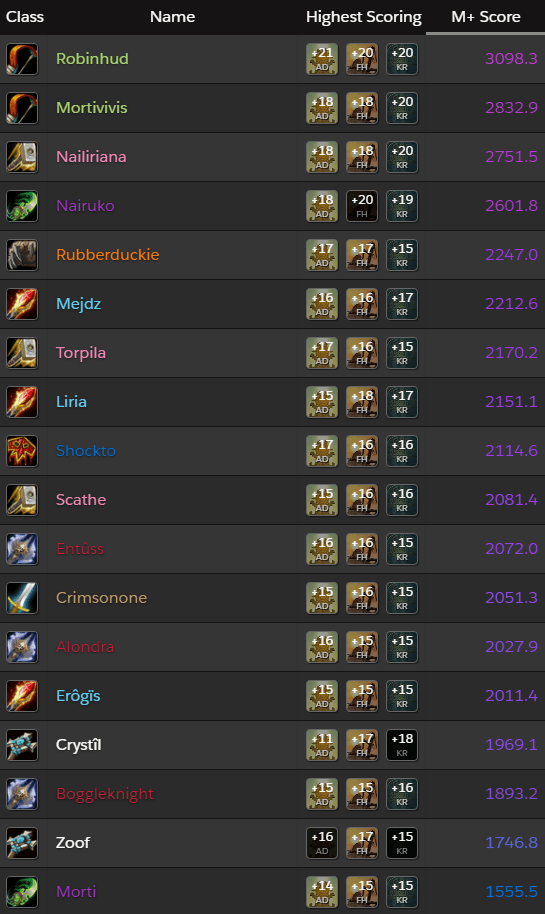 Class Name Highest Scoring M+ Score
Robinhud +21 AD +20 FH +20 KR 3098.3
Mortivivis +18 AD +18 FH +20 KR 2832.9
Nailiriana +18 AD +18 FH +20 KR 2751.5
Nairuko +18 AD +20 FH +19 KR 2601.8
Rubberduckie +17 AD +17 FH +15 KR 2247.0
Mejdz +16 AD +16 FH +17 KR 2212.6
Torpila +17 AD +16 FH +15 KR 2170.2
Liria +15 AD +18 FH +17 KR 2151.1
Shockto +17 AD +16 FH +16 KR 2114.6
Scathe +15 AD +16 FH +16 KR 2081.4
Entûss +16 AD +16 FH +15 KR 2072.0
Crimsonone +15 AD +16 FH +15 KR 2051.3
Alondra +16 AD +15 FH +15 KR 2027.9
Erôgïs +15 AD +15 FH +15 KR 2011.4
Crystîl +11 AD +17 FH +18 KR 1969.1
Boggleknight +15 AD +15 FH +16 KR 1893.2
Zoof +16 AD +17 FH +15 KR 1746.8
Morti +14 AD +15 FH +15 KR 1555.5